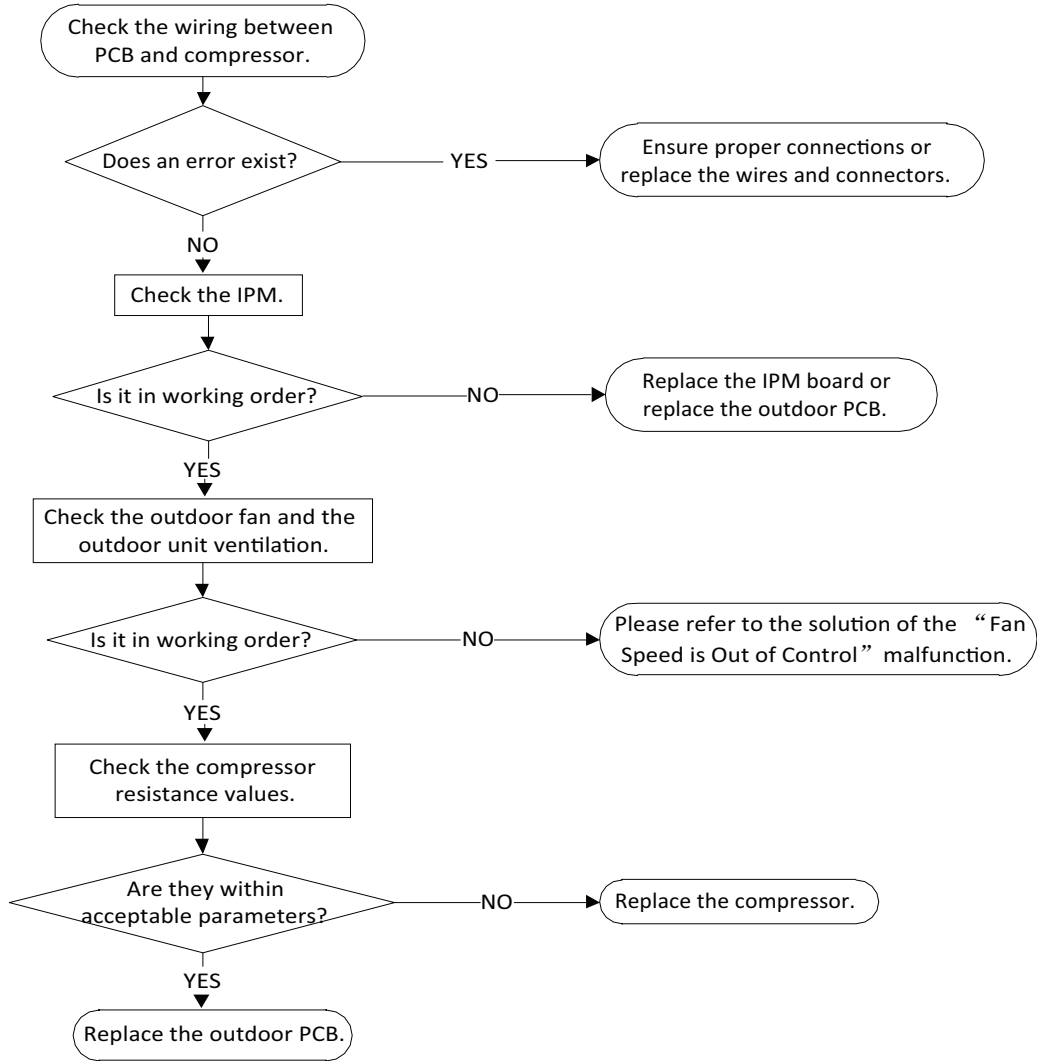 Check the wiring between
PCB and compressor.
Does an error exist?
YES
Ensure proper connections or
replace the wires and connectors.
NO
Check the IPM.
Is it in working order?
NO
Replace the IPM board or
replace the outdoor PCB.
YES
Check the outdoor fan and the
outdoor unit ventilation.
Is it in working order?
NO
Please refer to the solution of the “Fan
Speed is Out of Control” malfunction.
YES
Check the compressor
resistance values.
Are they within
acceptable parameters?
NO
Replace the compressor.
YES
Replace the outdoor PCB.